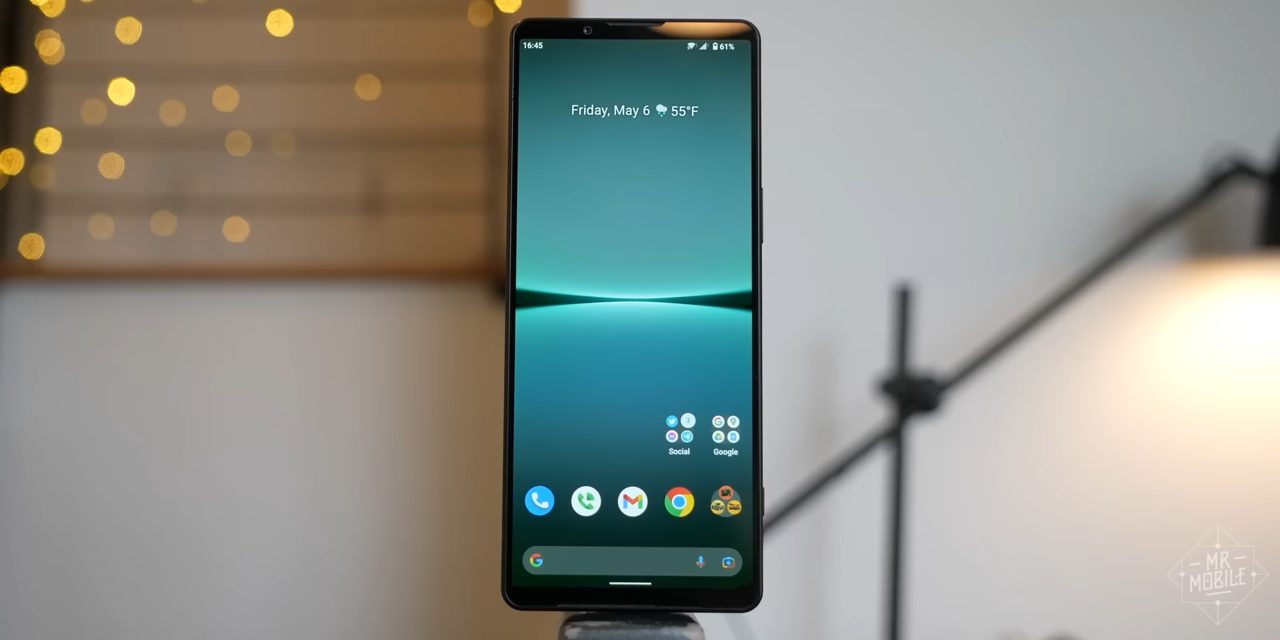 16:45
61%
Friday, May 6 55°F
Social
Google
MR
MOBILE